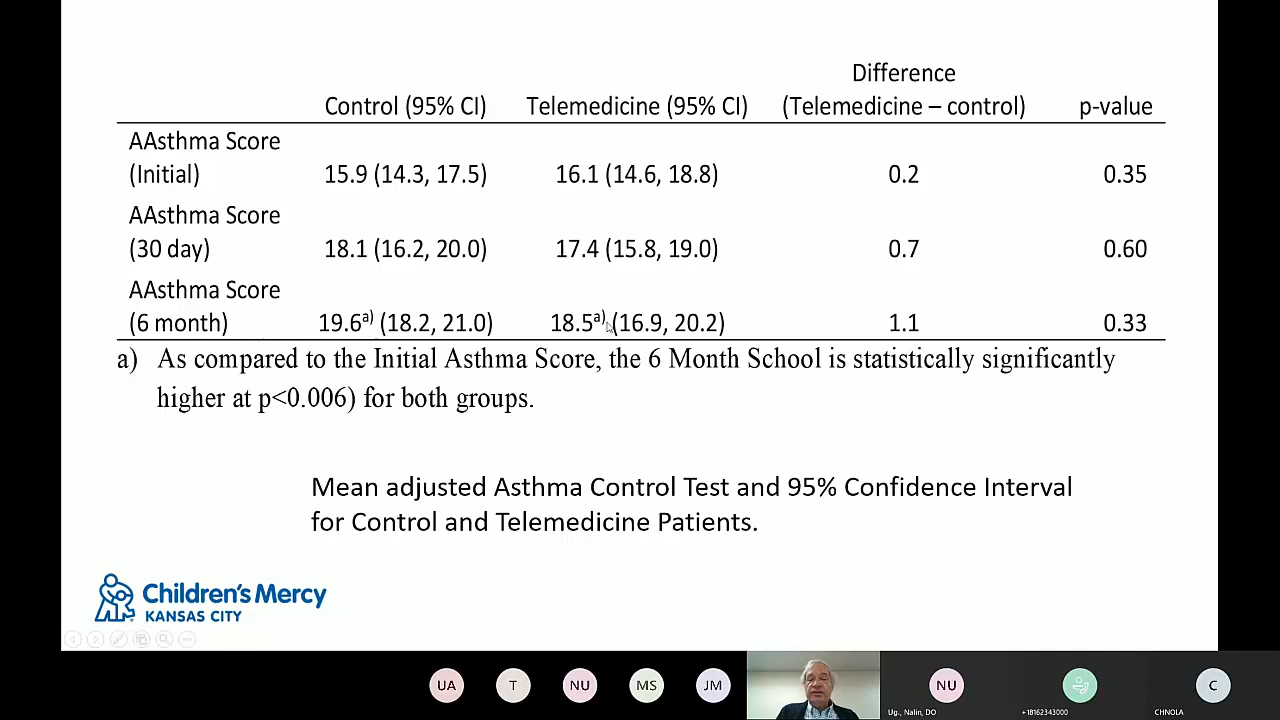 Difference
Control (95% CI) Telemedicine (95% CI) (Telemedicine – control) p-value
AAsthma Score
(Initial) 15.9 (14.3, 17.5) 16.1 (14.6, 18.8) 0.2 0.35
AAsthma Score
(30 day) 18.1 (16.2, 20.0) 17.4 (15.8, 19.0) 0.7 0.60
AAsthma Score
(6 month) 19.6a) (18.2, 21.0) 18.5a) (16.9, 20.2) 1.1 0.33
a) As compared to the Initial Asthma Score, the 6 Month School is statistically significantly
higher at p<0.006) for both groups.
Mean adjusted Asthma Control Test and 95% Confidence Interval
for Control and Telemedicine Patients.
Children's Mercy
KANSAS CITY
UA T NU MS JM NU C
Ug., Nalin, DO +18162343000 CHNOLA